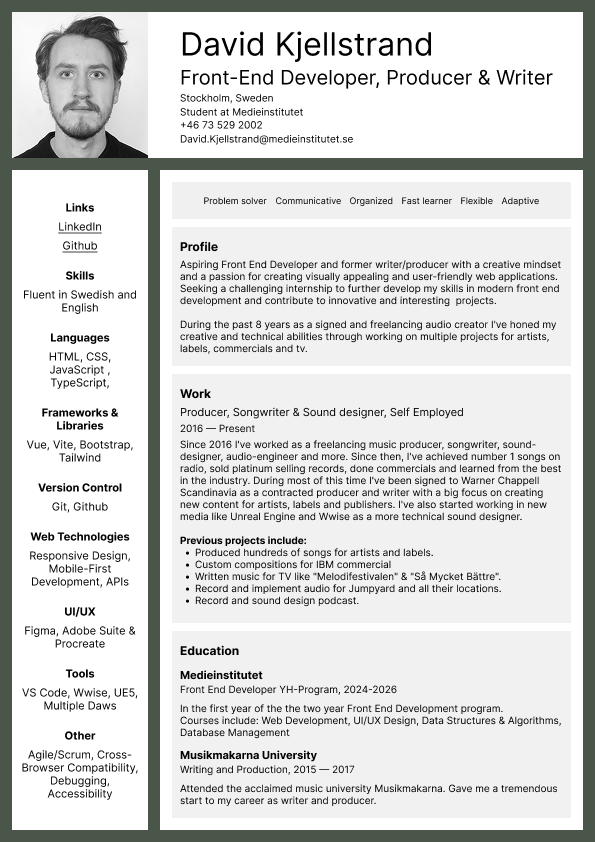 David Kjellstrand
Front-End Developer, Producer & Writer
Stockholm, Sweden
Student at Medieinstitutet
+46 73 529 2002
David.Kjellstrand@medieinstitutet.se
Links
LinkedIn
Github
Skills
Fluent in Swedish and
English
Languages
HTML, CSS,
JavaScript ,
TypeScript,
Frameworks &
Libraries
Vue, Vite, Bootstrap,
Tailwind
Version Control
Git, Github
Web Technologies
Responsive Design,
Mobile-First
Development, APIs
UI/UX
Figma, Adobe Suite &
Procreate
Tools
VS Code, Wwise, UE5,
Multiple Daws
Other
Agile/Scrum, Cross-
Browser Compatibility,
Debugging,
Accessibility
Problem solver Communicative Organized Fast learner Flexible Adaptive
Profile
Aspiring Front End Developer and former writer/producer with a creative mindset
and a passion for creating visually appealing and user-friendly web applications.
Seeking a challenging internship to further develop my skills in modern front end
development and contribute to innovative and interesting projects.
During the past 8 years as a signed and freelancing audio creator I've honed my
creative and technical abilities through working on multiple projects for artists,
labels, commercials and tv.
Work
Producer, Songwriter & Sound designer, Self Employed
2016 — Present
Since 2016 I've worked as a freelancing music producer, songwriter, sound-
designer, audio-engineer and more. Since then, I've achieved number 1 songs on
radio, sold platinum selling records, done commercials and learned from the best
in the industry. During most of this time I've been signed to Warner Chappell
Scandinavia as a contracted producer and writer with a big focus on creating
new content for artists, labels and publishers. I've also started working in new
media like Unreal Engine and Wwise as a more technical sound designer.
Previous projects include:
• Produced hundreds of songs for artists and labels.
• Custom compositions for IBM commercial
• Written music for TV like "Melodifestivalen" & "Så Mycket Bättre".
• Record and implement audio for Jumpyard and all their locations.
• Record and sound design podcast.
Education
Medieinstitutet
Front End Developer YH-Program, 2024-2026
In the first year of the the two year Front End Development program.
Courses include: Web Development, UI/UX Design, Data Structures & Algorithms,
Database Management
Musikmakarna University
Writing and Production, 2015 — 2017
Attended the acclaimed music university Musikmakarna. Gave me a tremendous
start to my career as writer and producer.